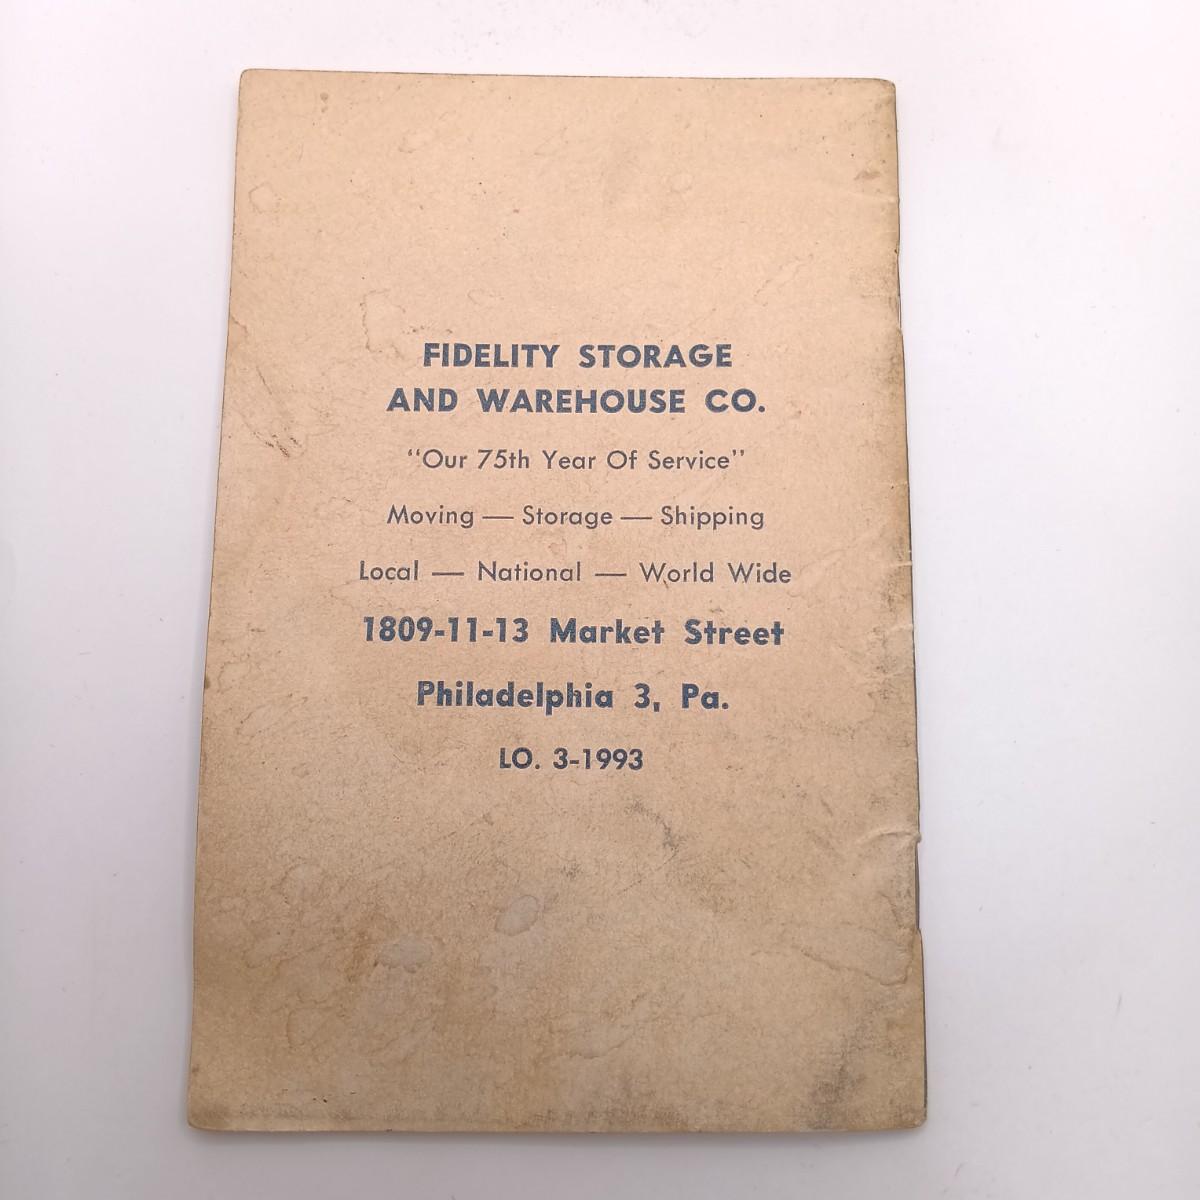 FIDELITY STORAGE
AND WAREHOUSE CO.
“Our 75th Year Of Service”
Moving — Storage — Shipping
Local — National — World Wide
1809-11-13 Market Street
Philadelphia 3, Pa.
LO. 3-1993